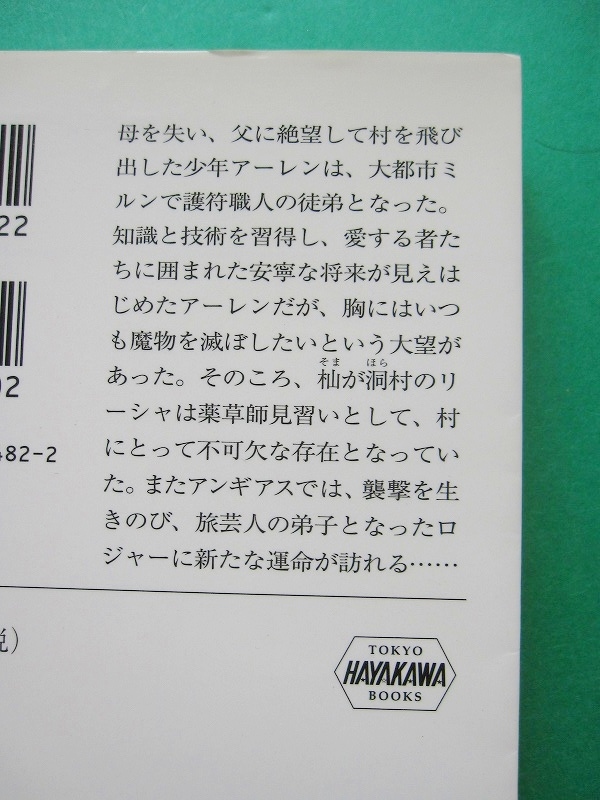 母を失い、父に絶望して村を飛び
出した少年アーレンは、大都市ミ
ルンで護符職人の徒弟となった。
知識と技術を習得し、愛する者た
ちに囲まれた安寧な将来が見えは
じめたアーレンだが、胸にはいつ
も魔物を滅ぼしたいという大望が
そま ほら
あった。そのころ、杣が洞村のリ
ーシャは薬草師見習いとして、村
にとって不可欠な存在となってい
た。またアンギアスでは、襲撃を生
きのび、旅芸人の弟子となったロ
ジャーに新たな運命が訪れる……
22
02
482-2
税)
TOKYO
HAYAKAWA
BOOKS